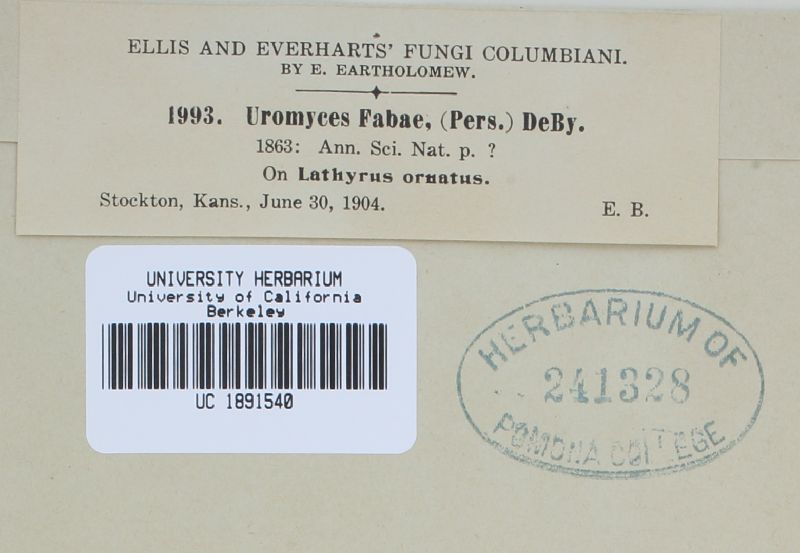 ELLIS AND EVERHARTS' FUNGI COLUMBIANI.
BY E. EARTHOLOMEW.
1993. Uromyces Fabae, (Pers.) DeBy.
1863: Ann. Sci. Nat. p. ?
On Lathyrus ornatus.
Stockton, Kans., June 30, 1904. E. B.
UNIVERSITY HERBARIUM
University of California
Berkeley
UC 1891540
HERBARIUM OF
241328
POMONA COLLEGE